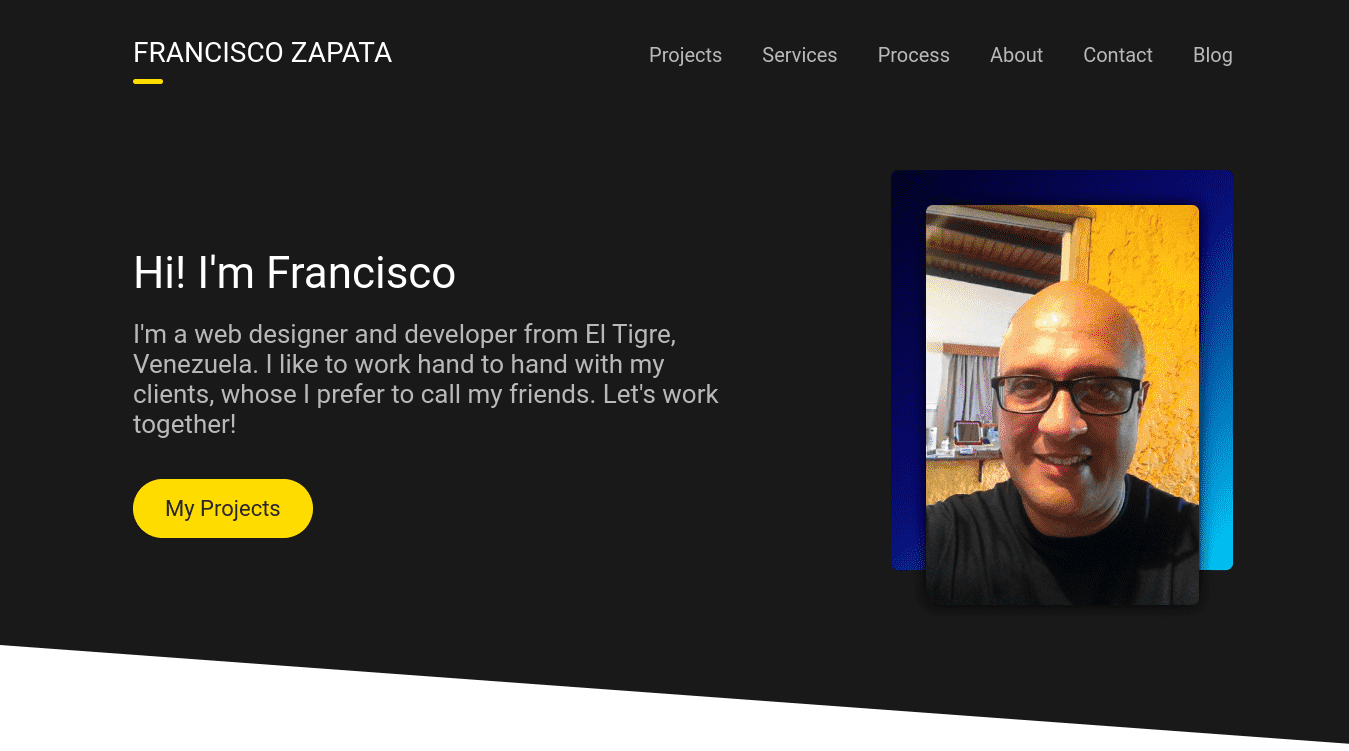 FRANCISCO ZAPATA
Projects Services Process About Contact Blog
Hi! I'm Francisco
I'm a web designer and developer from El Tigre,
Venezuela. I like to work hand to hand with my
clients, whose I prefer to call my friends. Let's work
together!
My Projects